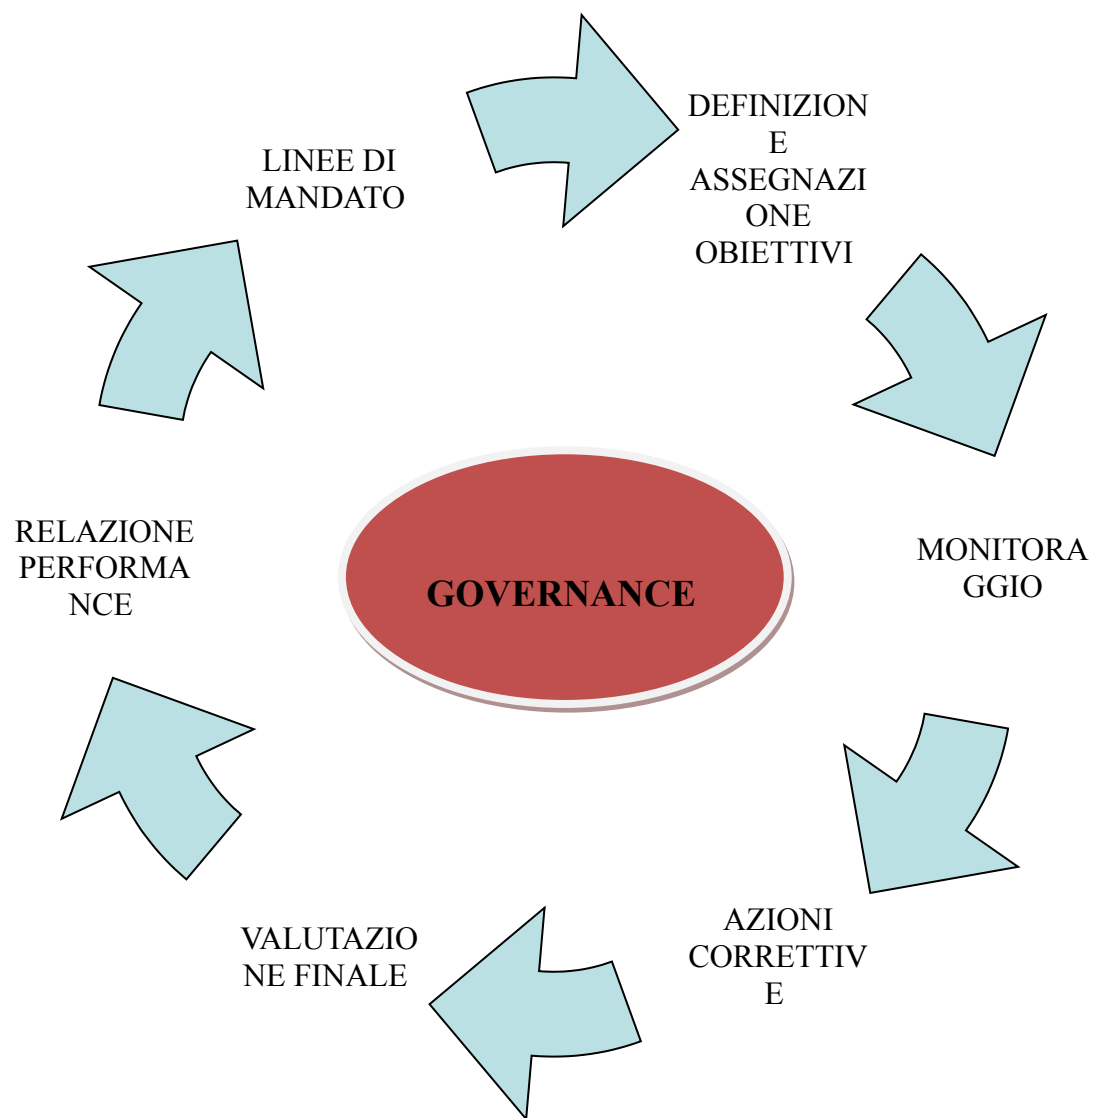 LINEE DI
MANDATO
DEFINIZION
E
ASSEGNAZI
ONE
OBIETTIVI
MONITORA
GGIO
AZIONI
CORRETTIV
E
VALUTAZIO
NE FINALE
RELAZIONE
PERFORMA
NCE
GOVERNANCE